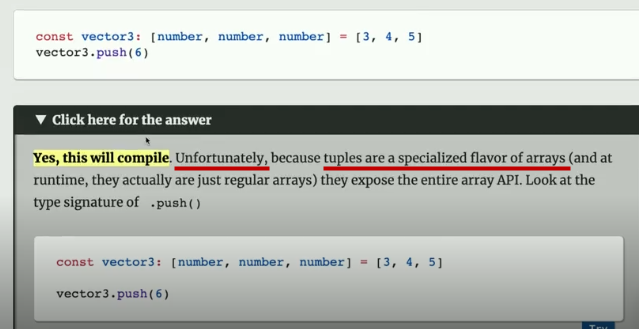 const vector3: [number, number, number] = [3, 4, 5]
vector3.push(6)
▼ Click here for the answer
Yes, this will compile. Unfortunately, because tuples are a specialized flavor of arrays (and at
runtime, they actually are just regular arrays) they expose the entire array API. Look at the
type signature of .push()
const vector3: [number, number, number] = [3, 4, 5]
vector3.push(6)
Try